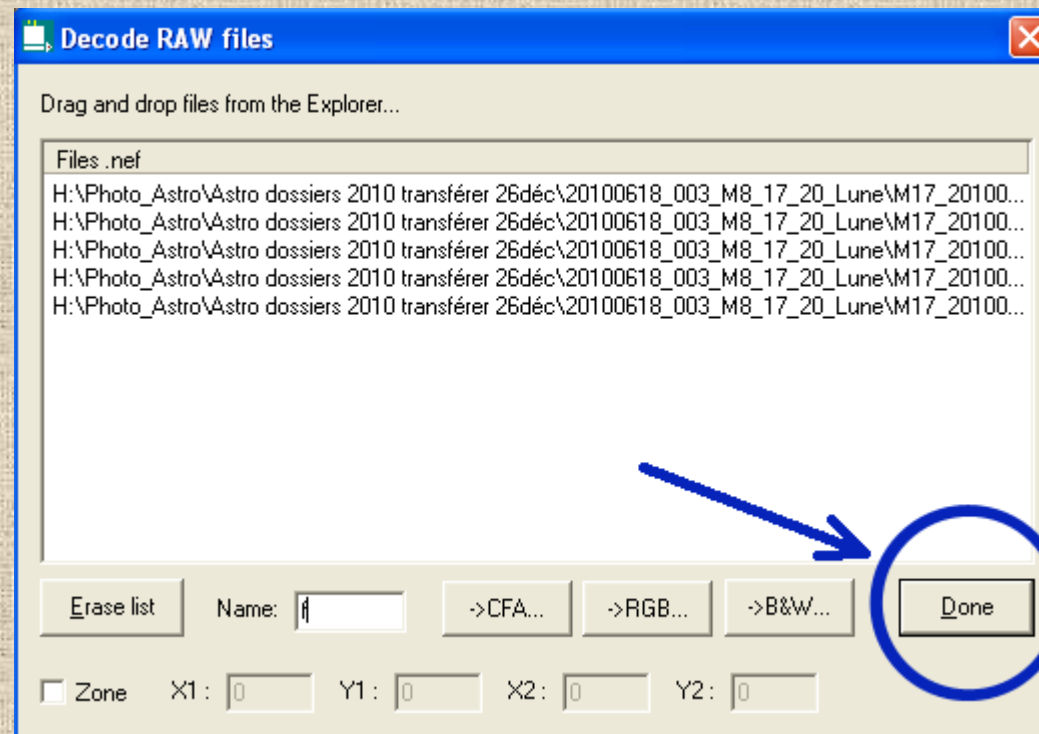 Decode RAW files
Drag and drop files from the Explorer...
Files .nef
H:\Photo_Astro\Astro dossiers 2010 transférer 26déc\20100618_003_M8_17_20_Lune\M17_20100...
H:\Photo_Astro\Astro dossiers 2010 transférer 26déc\20100618_003_M8_17_20_Lune\M17_20100...
H:\Photo_Astro\Astro dossiers 2010 transférer 26déc\20100618_003_M8_17_20_Lune\M17_20100...
H:\Photo_Astro\Astro dossiers 2010 transférer 26déc\20100618_003_M8_17_20_Lune\M17_20100...
H:\Photo_Astro\Astro dossiers 2010 transférer 26déc\20100618_003_M8_17_20_Lune\M17_20100...
Erase list Name: ->CFA... ->RGB... ->B&W... Done
Zone X1 : 0 Y1 : 0 X2 : 0 Y2 : 0